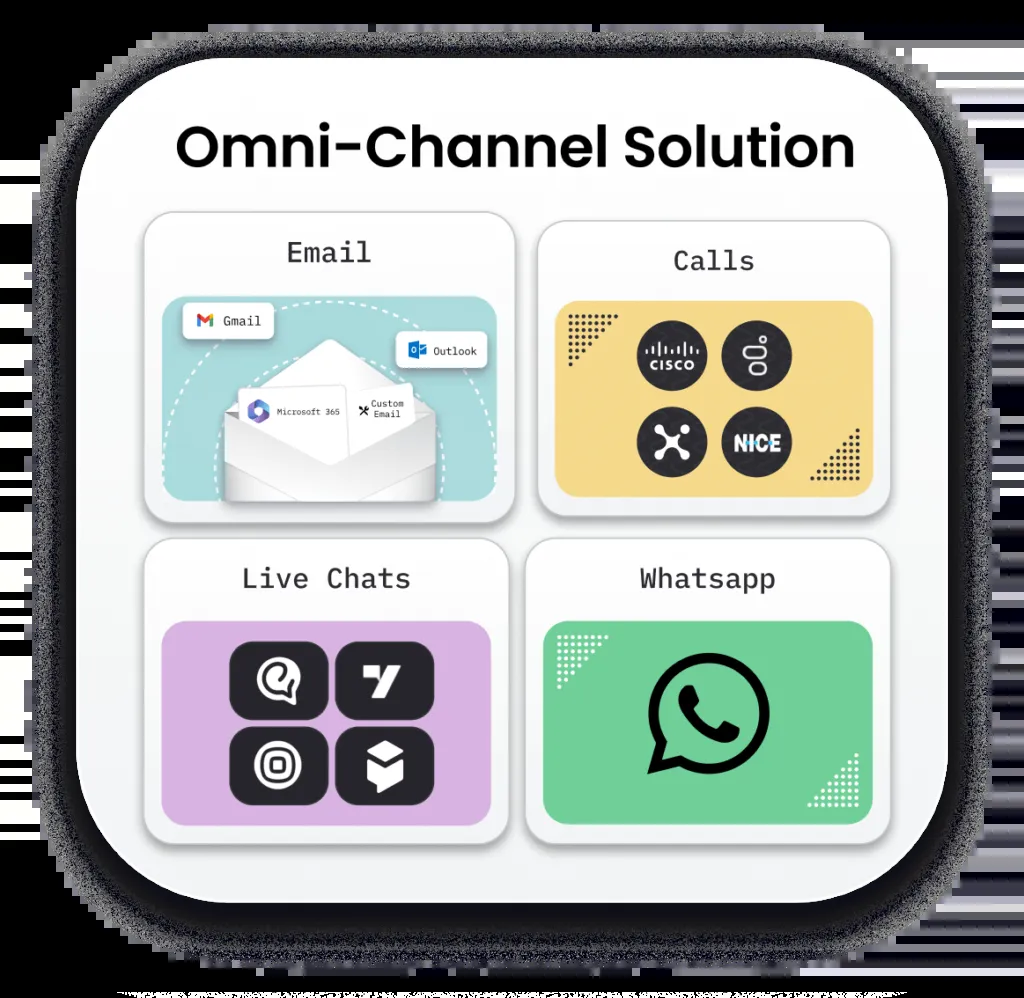 Omni-Channel Solution
Email
Gmail
Outlook
Microsoft 365
Custom
Email
Calls
CISCO
NICE
Live Chats
Whatsapp